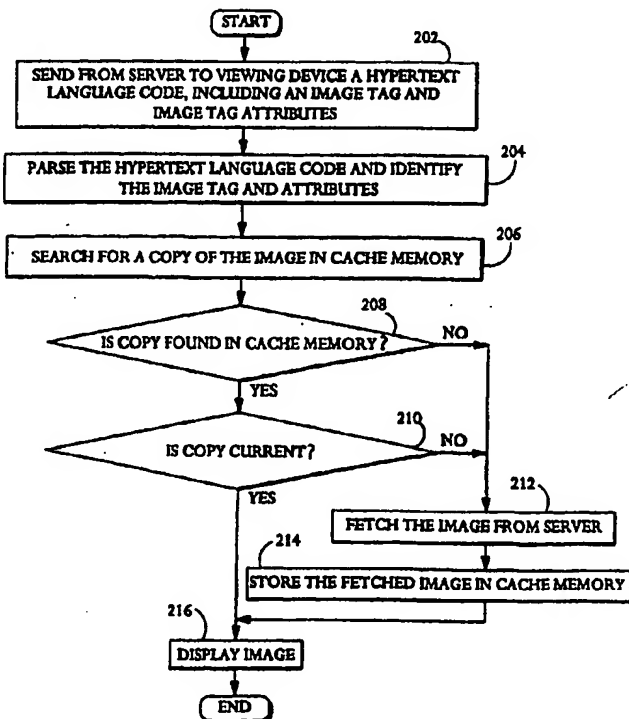 START
202
SEND FROM SERVER TO VIEWING DEVICE A HYPERTEXT
LANGUAGE CODE, INCLUDING AN IMAGE TAG AND
IMAGE TAG ATTRIBUTES
204
PARSE THE HYPERTEXT LANGUAGE CODE AND IDENTIFY
THE IMAGE TAG AND ATTRIBUTES
206
SEARCH FOR A COPY OF THE IMAGE IN CACHE MEMORY
208
IS COPY FOUND IN CACHE MEMORY?
NO
YES
210
IS COPY CURRENT?
NO
YES
212
FETCH THE IMAGE FROM SERVER
214
STORE THE FETCHED IMAGE IN CACHE MEMORY
216
DISPLAY IMAGE
END